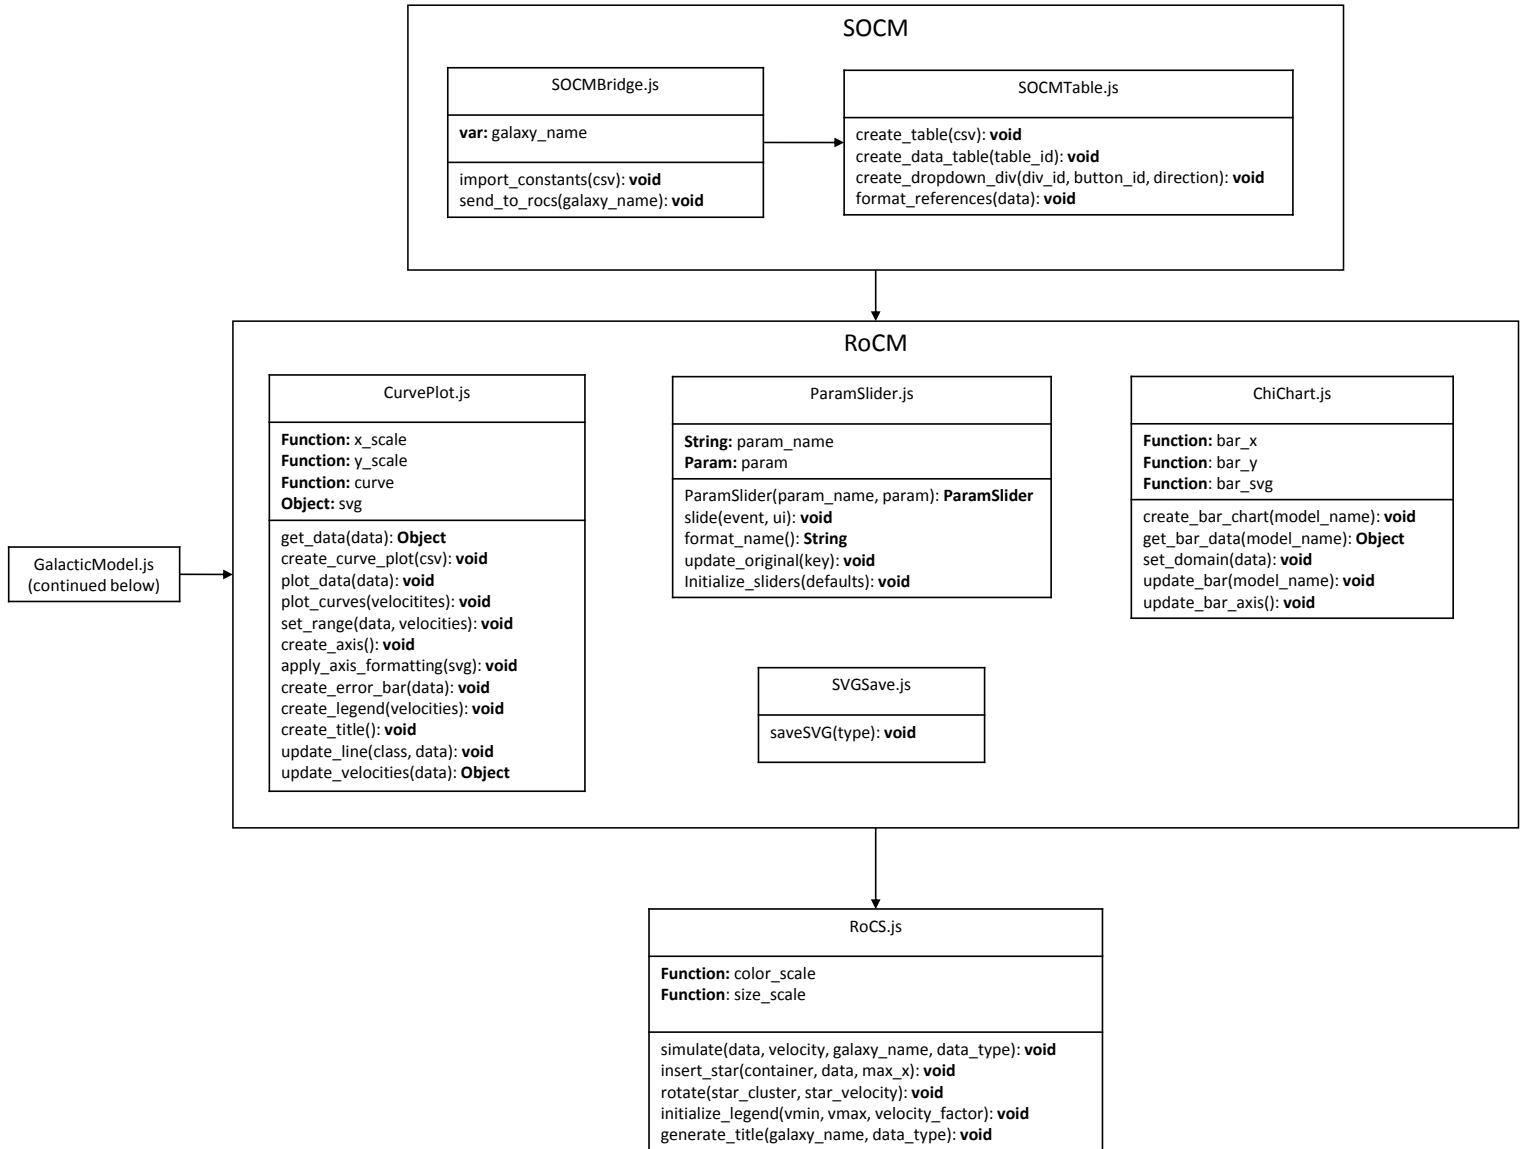 SOCM
SOCMBridge.js
var: galaxy_name
import_constants(csv): void
send_to_rocs(galaxy_name): void
SOCMTable.js
create_table(csv): void
create_data_table(table_id): void
create_dropdown_div(div_id, button_id, direction): void
format_references(data): void
GalacticModel.js
(continued below)
RoCM
CurvePlot.js
Function: x_scale
Function: y_scale
Function: curve
Object: svg
get_data(data): Object
create_curve_plot(csv): void
plot_data(data): void
plot_curves(velocitites): void
set_range(data, velocities): void
create_axis(): void
apply_axis_formatting(svg): void
create_error_bar(data): void
create_legend(velocities): void
create_title(): void
update_line(class, data): void
update_velocities(data): Object
ParamSlider.js
String: param_name
Param: param
ParamSlider(param_name, param): ParamSlider
slide(event, ui): void
format_name(): String
update_original(key): void
Initialize_sliders(defaults): void
SVGSave.js
saveSVG(type): void
ChiChart.js
Function: bar_x
Function: bar_y
Function: bar_svg
create_bar_chart(model_name): void
get_bar_data(model_name): Object
set_domain(data): void
update_bar(model_name): void
update_bar_axis(): void
RoCS.js
Function: color_scale
Function: size_scale
simulate(data, velocity, galaxy_name, data_type): void
insert_star(container, data, max_x): void
rotate(star_cluster, star_velocity): void
initialize_legend(vmin, vmax, velocity_factor): void
generate_title(galaxy_name, data_type): void